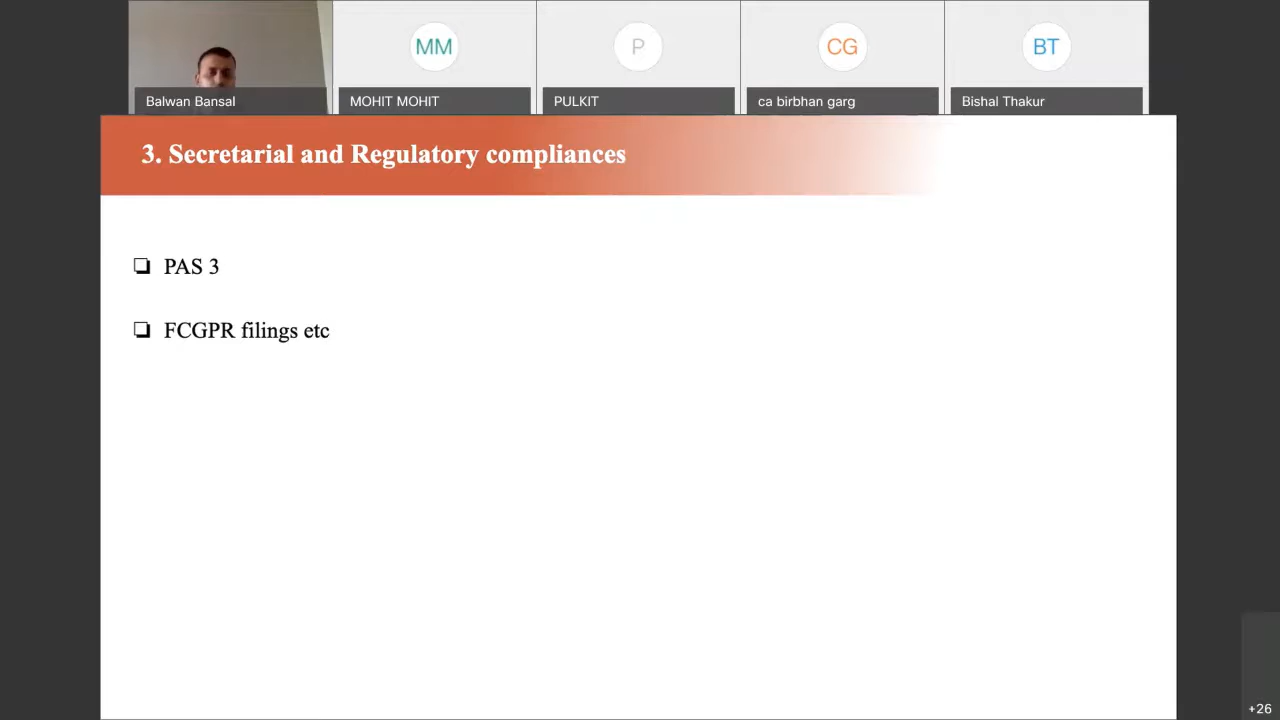 MM
P
CG
BT
Balwan Bansal
MOHIT MOHIT
PULKIT
ca birbhan garg
Bishal Thakur
3. Secretarial and Regulatory compliances
❏ PAS 3
❏ FCGPR filings etc
+26